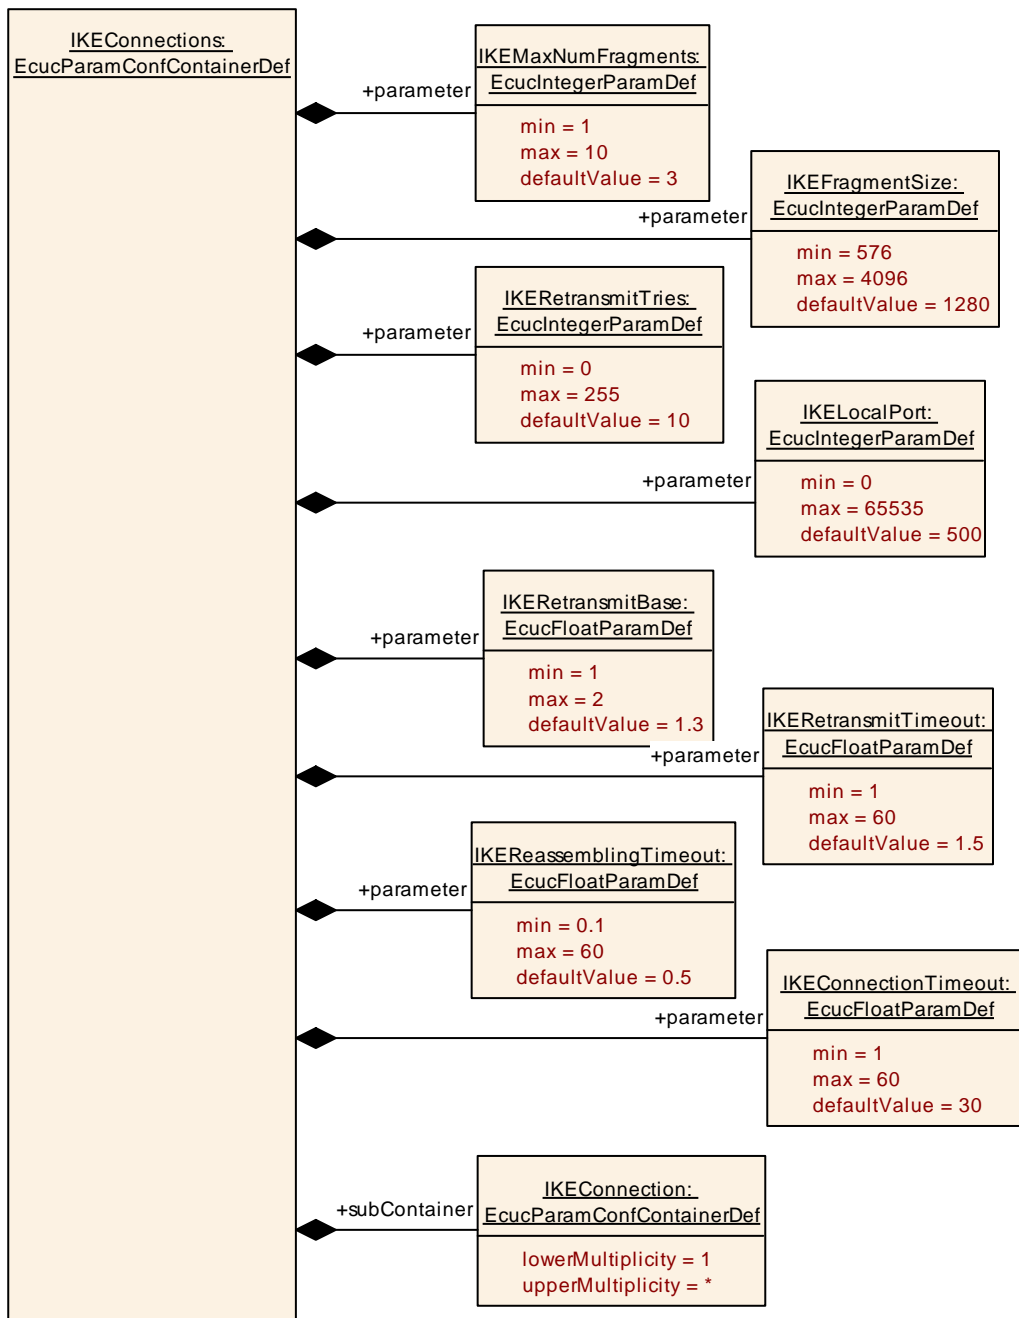 IKEConnections:
EcucParamConfContainerDef
+parameter
IKEMaxNumFragments:
EcucIntegerParamDef
min = 1
max = 10
defaultValue = 3
+parameter
IKEFragmentSize:
EcucIntegerParamDef
min = 576
max = 4096
defaultValue = 1280
+parameter
IKERetransmitTries:
EcucIntegerParamDef
min = 0
max = 255
defaultValue = 10
+parameter
IKELocalPort:
EcucIntegerParamDef
min = 0
max = 65535
defaultValue = 500
+parameter
IKERetransmitBase:
EcucFloatParamDef
min = 1
max = 2
defaultValue = 1.3
+parameter
IKERetransmitTimeout:
EcucFloatParamDef
min = 1
max = 60
defaultValue = 1.5
+parameter
IKEReassemblingTimeout:
EcucFloatParamDef
min = 0.1
max = 60
defaultValue = 0.5
+parameter
IKEConnectionTimeout:
EcucFloatParamDef
min = 1
max = 60
defaultValue = 30
+subContainer
IKEConnection:
EcucParamConfContainerDef
lowerMultiplicity = 1
upperMultiplicity = *